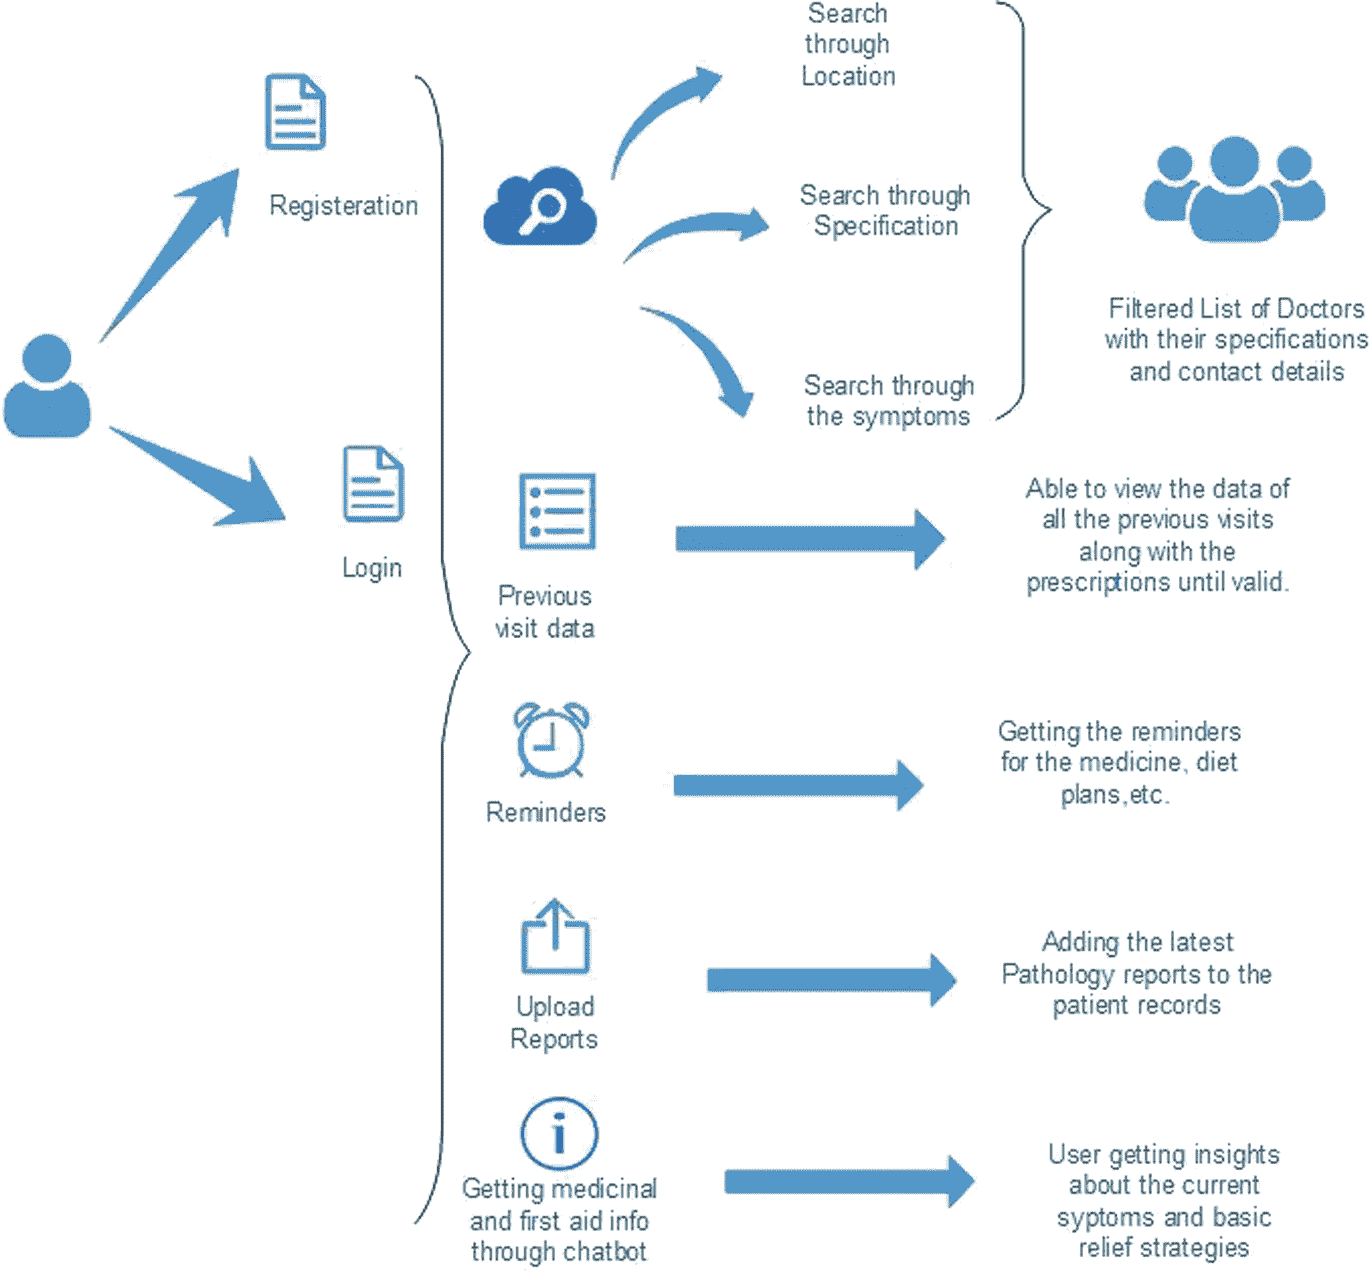 Search
through
Location
Registeration
Search through
Specification
Filtered List of Doctors
with their specifications
and contact details
Search through
the symptoms
Login
Previous
visit data
Able to view the data of
all the previous visits
along with the
prescriptions until valid.
Reminders
Getting the reminders
for the medicine, diet
plans,etc.
Upload
Reports
Adding the latest
Pathology reports to the
patient records
Getting medicinal
and first aid info
through chatbot
User getting insights
about the current
syptoms and basic
relief strategies